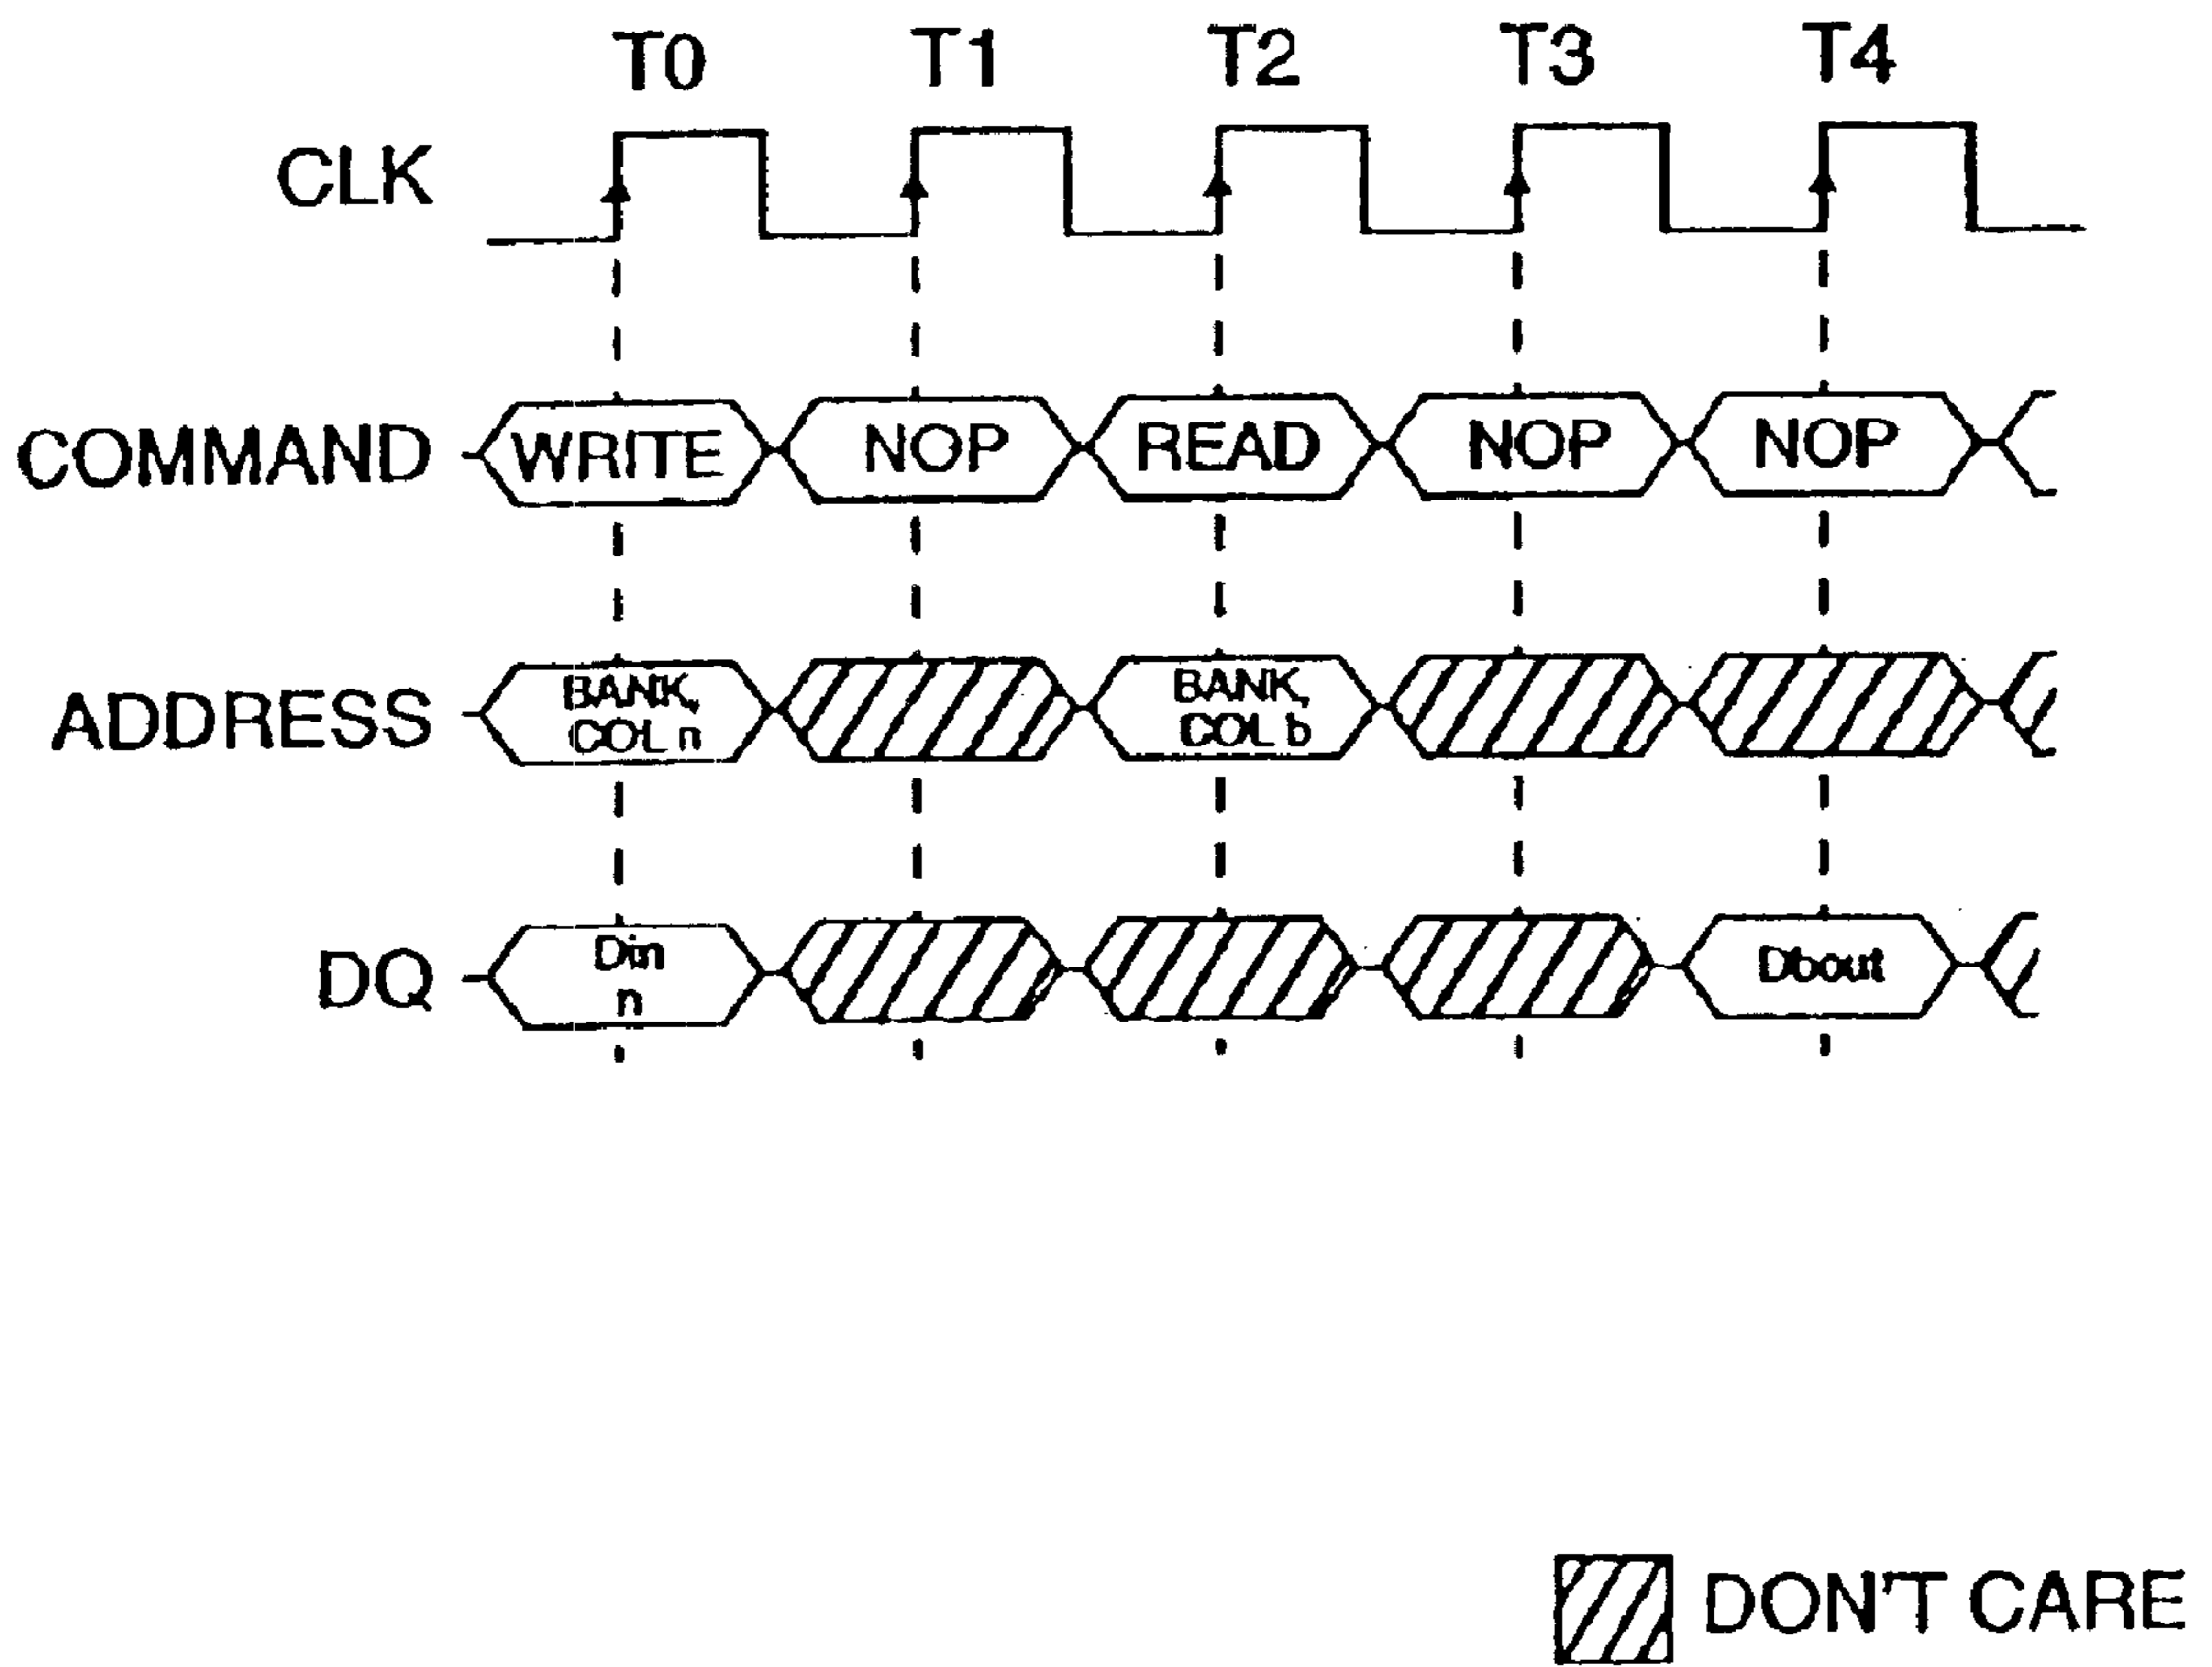 T0 T1 T2 T3 T4
CLK
COMMAND WRITE NOP READ NOP NOP
ADDRESS BANK, COL n BANK, COL b
DQ Din n Dbout
DON'T CARE